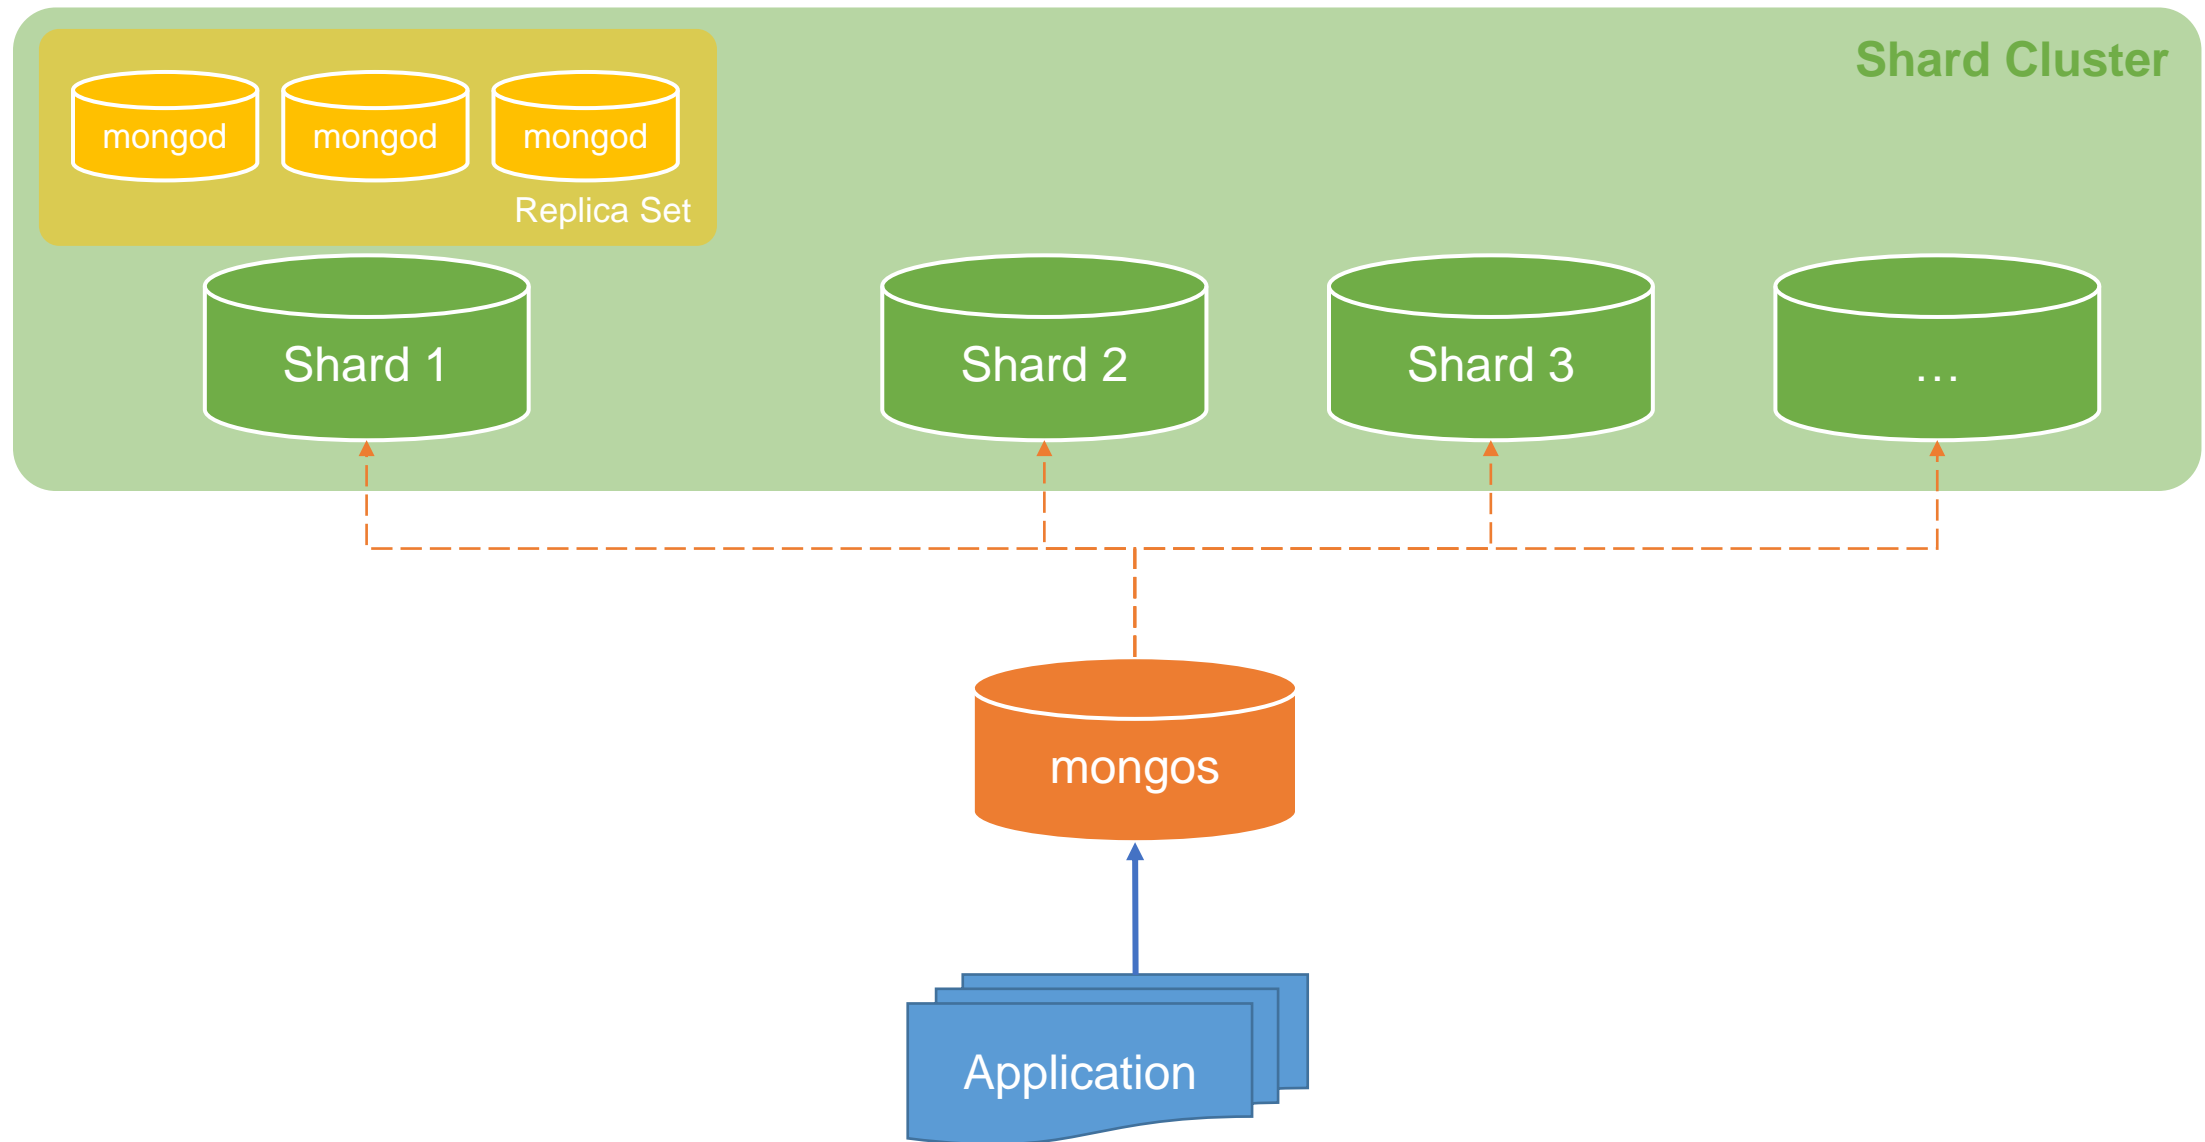 Shard Cluster
mongod
mongod
mongod
Replica Set
Shard 1
Shard 2
Shard 3
…
mongos
Application